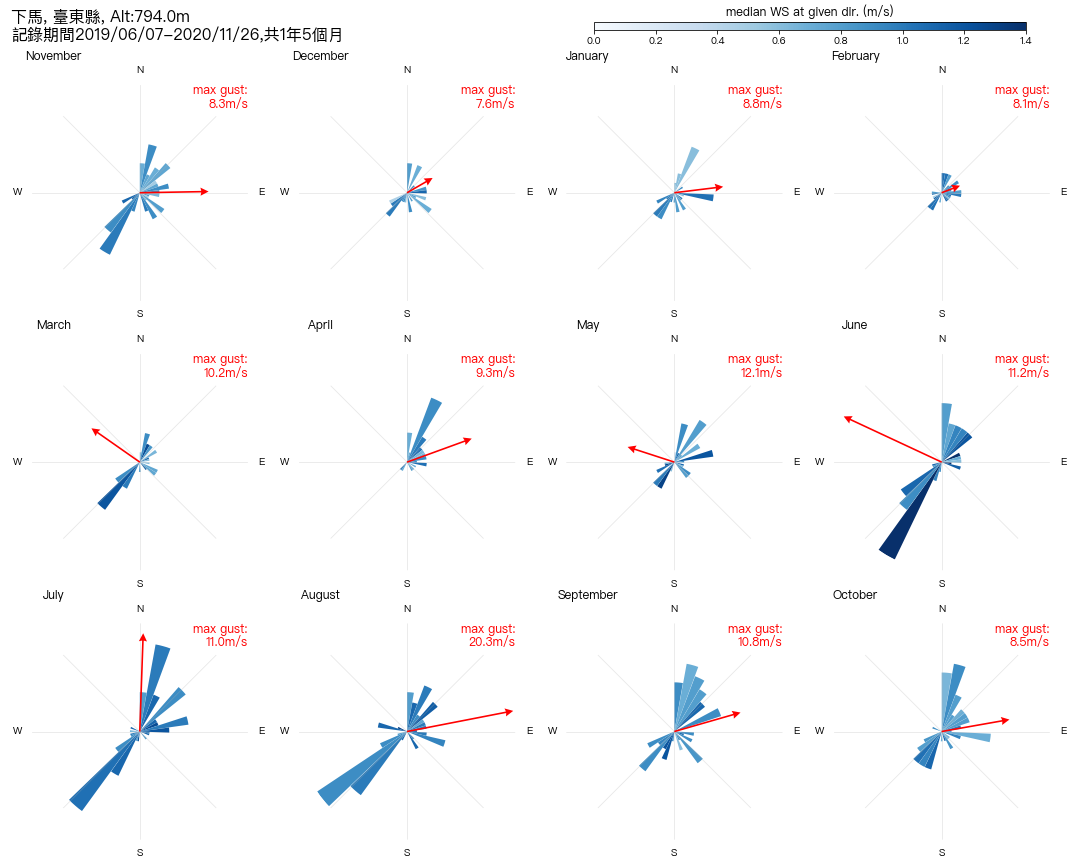 下馬, 臺東縣, Alt:794.0m
記錄期間2019/06/07−2020/11/26,共1年5個月
median WS at given dir. (m/s)
0.0 0.2 0.4 0.6 0.8 1.0 1.2 1.4
November
N
W
E
S
max gust:
8.3m/s
December
N
W
E
max gust:
7.6m/s
January
N
W
E
max gust:
8.8m/s
February
N
W
E
max gust:
8.1m/s
S
S
S
March
N
W
E
S
max gust:
10.2m/s
April
N
W
E
S
max gust:
9.3m/s
May
N
W
E
S
max gust:
12.1m/s
June
N
W
E
S
max gust:
11.2m/s
July
N
W
E
S
max gust:
11.0m/s
August
N
W
E
S
max gust:
20.3m/s
September
N
W
E
S
max gust:
10.8m/s
October
N
W
E
S
max gust:
8.5m/s